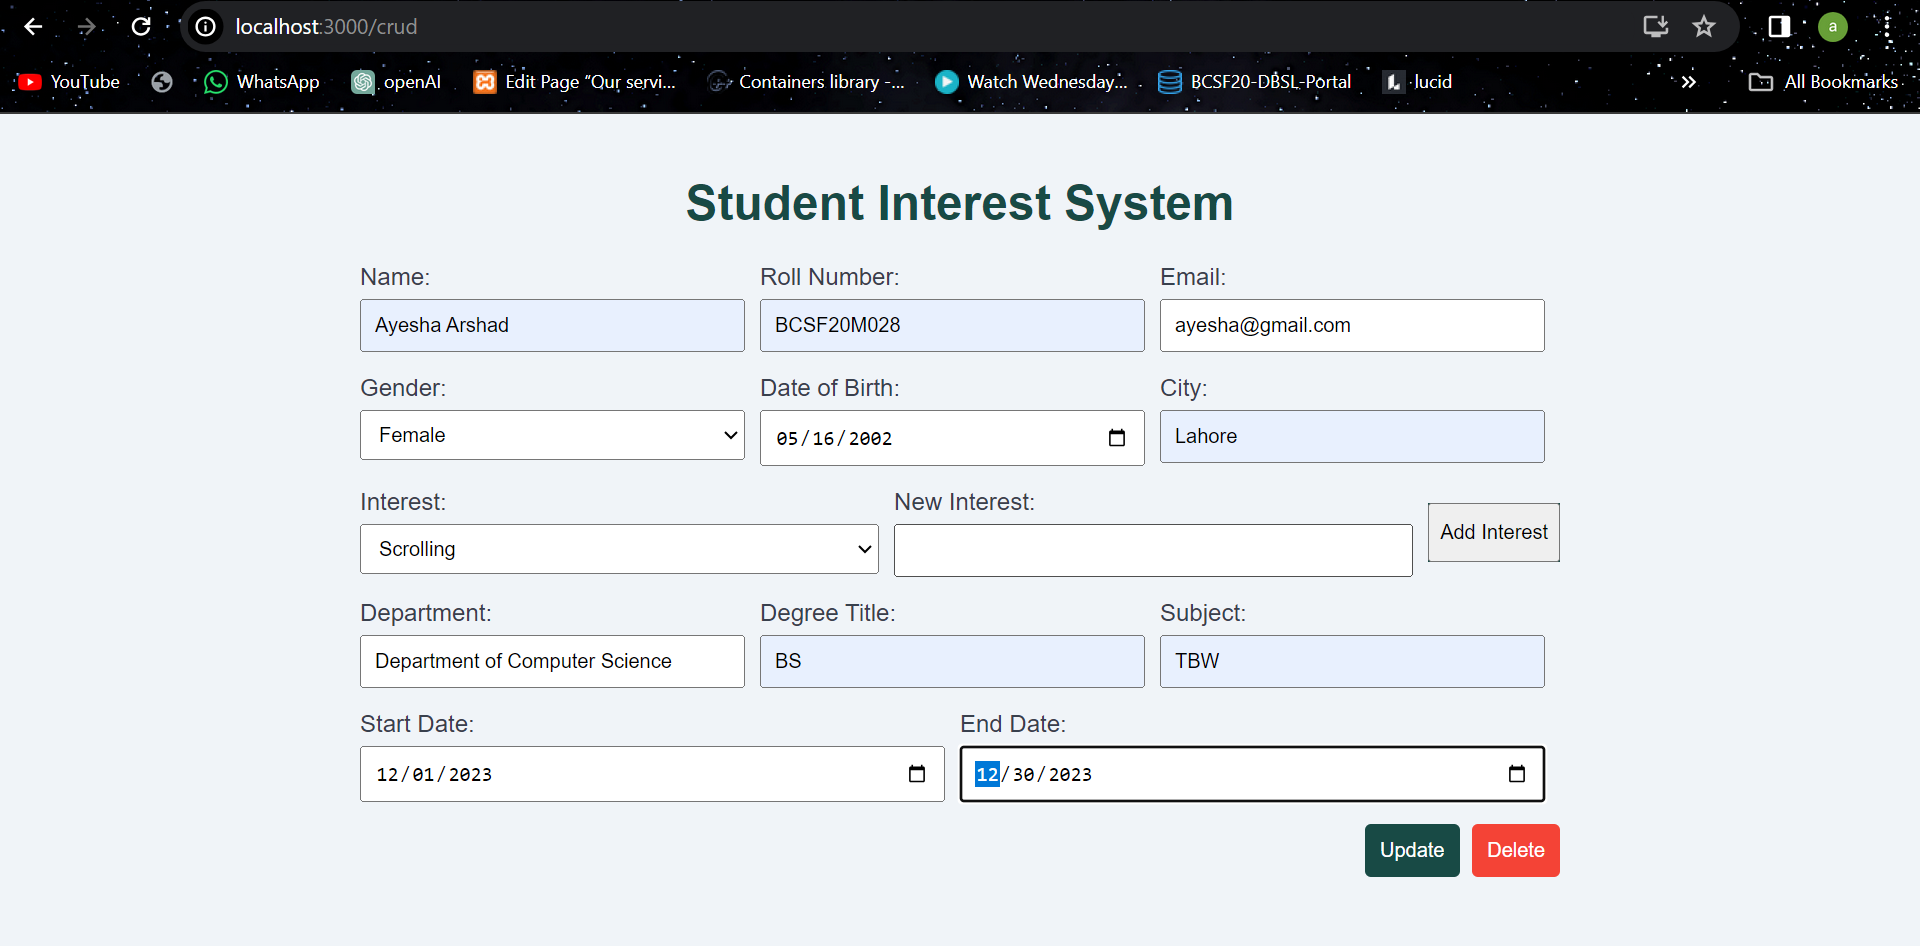 localhost:3000/crud
a
YouTube WhatsApp openAI Edit Page “Our servi... Containers library -... Watch Wednesday... BCSF20-DBSL-Portal lucid » All Bookmarks
Student Interest System
Name: Roll Number: Email:
Ayesha Arshad BCSF20M028 ayesha@gmail.com
Gender: Date of Birth: City:
Female 05/16/2002 Lahore
Interest: New Interest:
Scrolling Add Interest
Department: Degree Title: Subject:
Department of Computer Science BS TBW
Start Date: End Date:
12/01/2023 12/30/2023
Update Delete